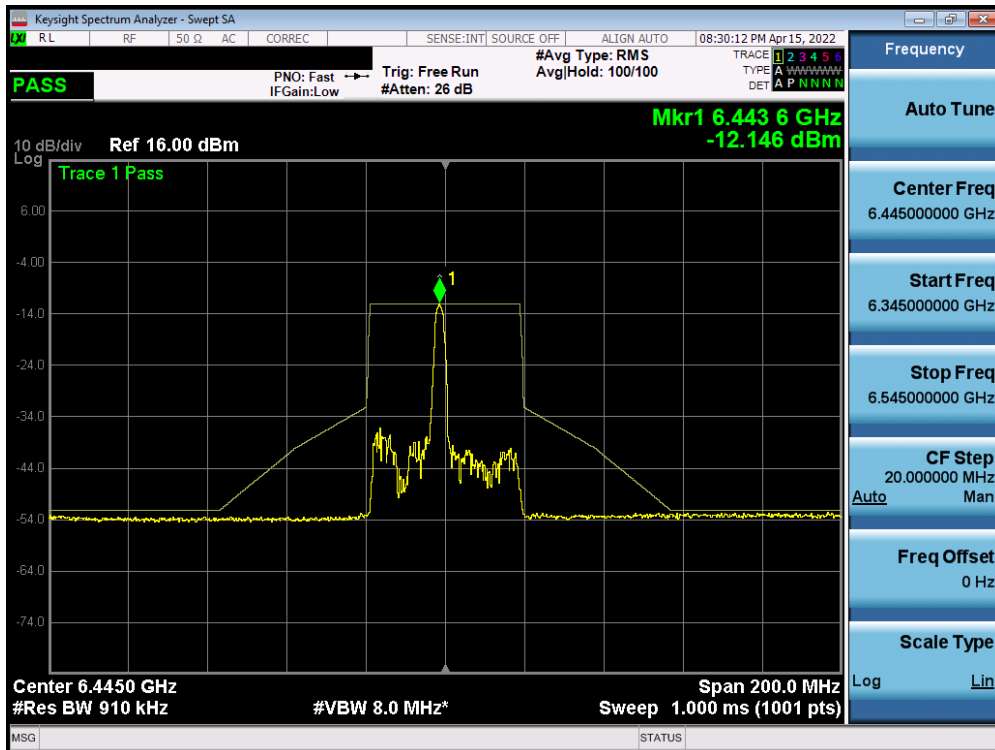 Keysight Spectrum Analyzer - Swept SA
LXI RL RF 50 Ω AC CORREC SENSE:INT SOURCE OFF ALIGN AUTO 08:30:12 PM Apr 15, 2022
PASS
PNO: Fast
IFGain:Low
Trig: Free Run
#Atten: 26 dB
#Avg Type: RMS
Avg|Hold: 100/100
TRACE 1 2 3 4 5 6
TYPE A WWWWW
DET A P N N N N
Mkr1 6.443 6 GHz
-12.146 dBm
10 dB/div Ref 16.00 dBm
Log
Trace 1 Pass
6.00
-4.00
1
-14.0
-24.0
-34.0
-44.0
-54.0
-64.0
-74.0
Center 6.4450 GHz Span 200.0 MHz
#Res BW 910 kHz #VBW 8.0 MHz* Sweep 1.000 ms (1001 pts)
MSG STATUS
Frequency
Auto Tune
Center Freq
6.445000000 GHz
Start Freq
6.345000000 GHz
Stop Freq
6.545000000 GHz
CF Step
20.000000 MHz
Auto Man
Freq Offset
0 Hz
Scale Type
Log Lin